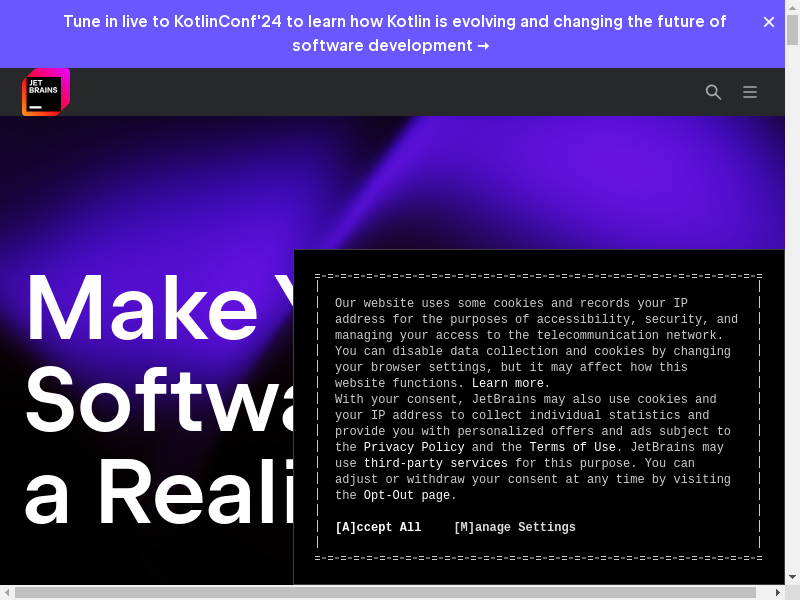 Tune in live to KotlinConf'24 to learn how Kotlin is evolving and changing the future of
software development →
JET
BRAINS
Make
Softwa
a Reali
Our website uses some cookies and records your IP
address for the purposes of accessibility, security, and
managing your access to the telecommunication network.
You can disable data collection and cookies by changing
your browser settings, but it may affect how this
website functions. Learn more.
With your consent, JetBrains may also use cookies and
your IP address to collect individual statistics and
provide you with personalized offers and ads subject to
the Privacy Policy and the Terms of Use. JetBrains may
use third-party services for this purpose. You can
adjust or withdraw your consent at any time by visiting
the Opt-Out page.
[A]ccept All [M]anage Settings